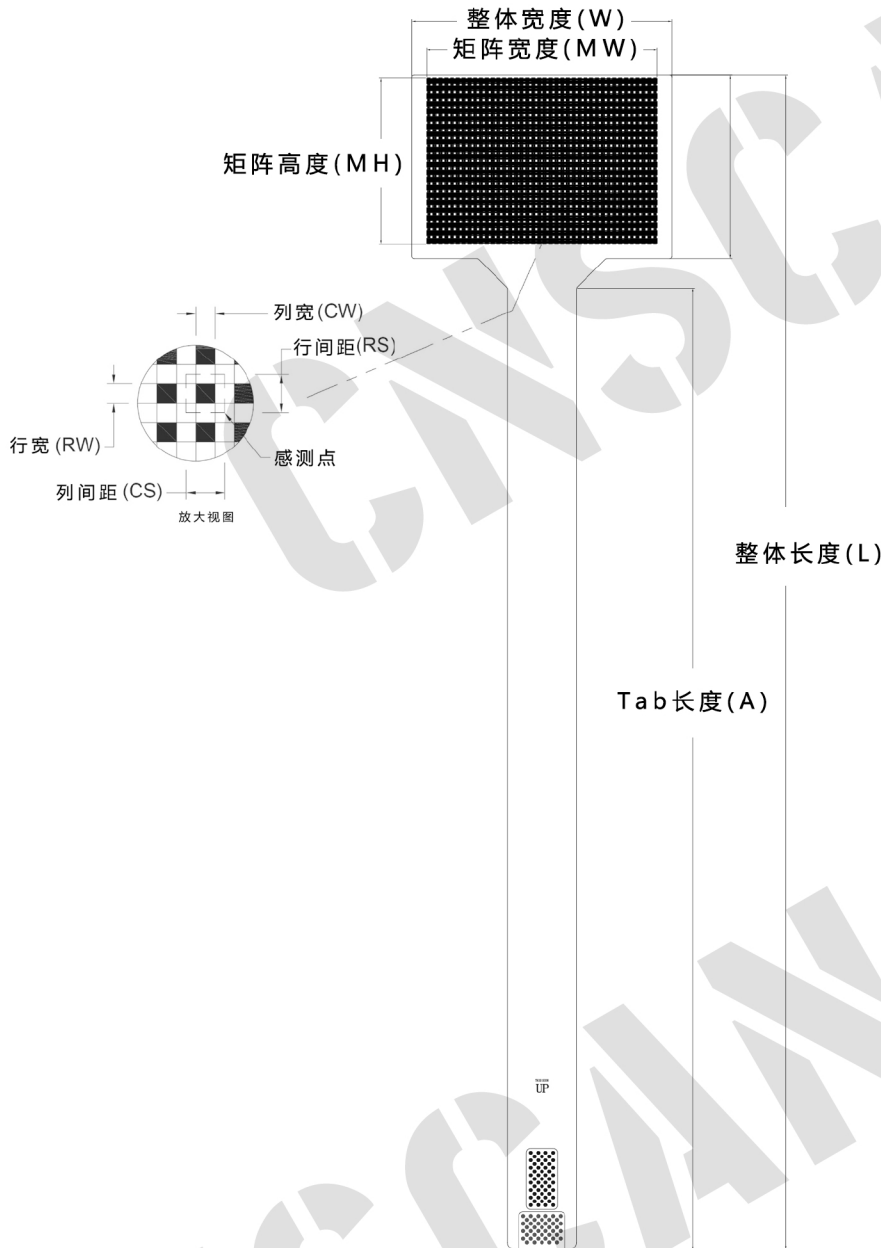 整体宽度(W)
矩阵宽度(MW)
矩阵高度(MH)
列宽(CW)
行间距(RS)
行宽(RW)
感测点
列间距(CS)
放大视图
整体长度(L)
Tab长度(A)
UP
CNSCAN
CNSCAN